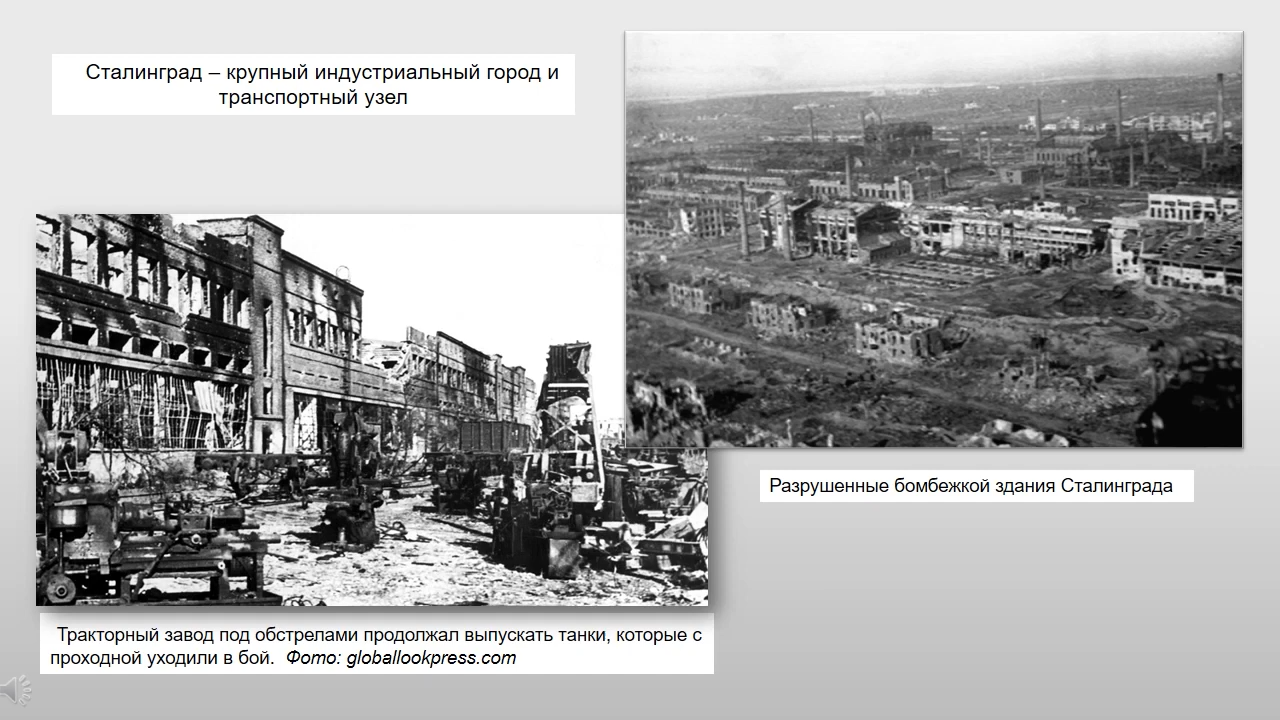 Сталинград – крупный индустриальный город и
транспортный узел
Разрушенные бомбежкой здания Сталинграда
Тракторный завод под обстрелами продолжал выпускать танки, которые с
проходной уходили в бой. Фото: globallookpress.com